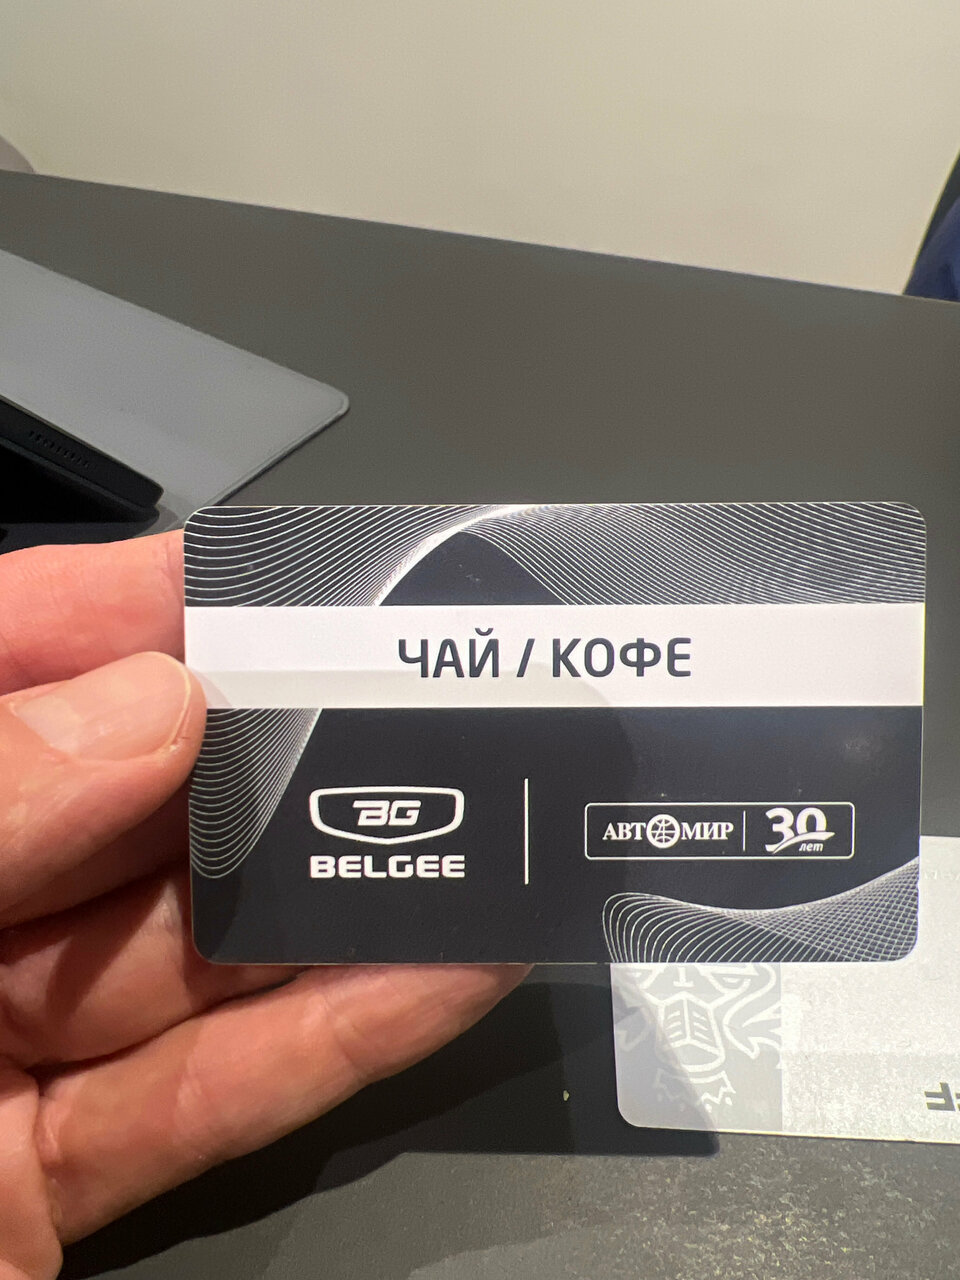 ЧАЙ / КОФЕ
BG
BELGEE
АВТОМИР
30
лет